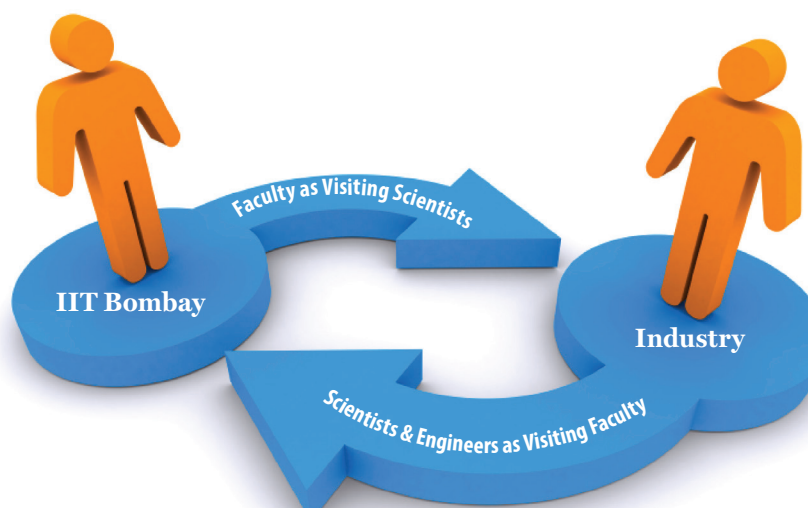 Faculty as Visiting Scientists
IIT Bombay
Industry
Scientists & Engineers as Visiting Faculty